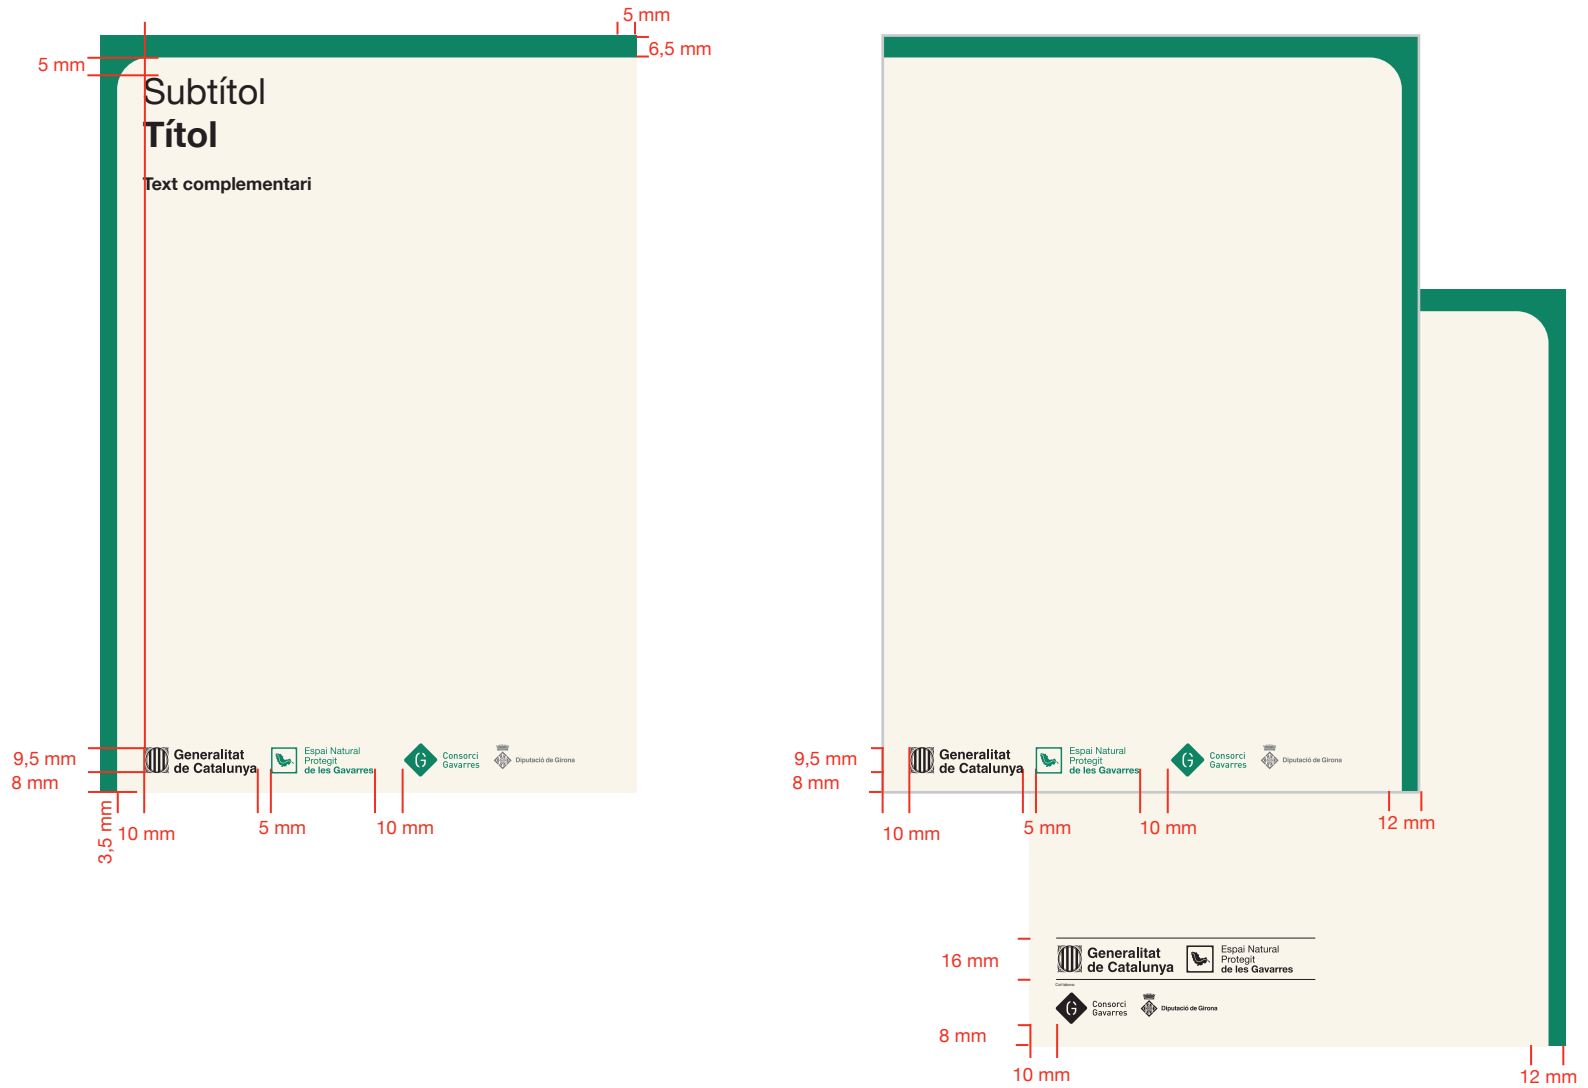 5 mm
6,5 mm
5 mm
Subtítol
Títol
Text complementari
9,5 mm
8 mm
3,5 mm
10 mm
5 mm
10 mm
Generalitat
de Catalunya
Espai Natural
Protegit
de les Gavarres
G
Consorci
Gavarres
Diputació de Girona
9,5 mm
8 mm
Generalitat
de Catalunya
Espai Natural
Protegit
de les Gavarres
G
Consorci
Gavarres
Diputació de Girona
10 mm
5 mm
10 mm
12 mm
16 mm
Generalitat
de Catalunya
Espai Natural
Protegit
de les Gavarres
G
Consorci
Gavarres
Diputació de Girona
8 mm
10 mm
12 mm